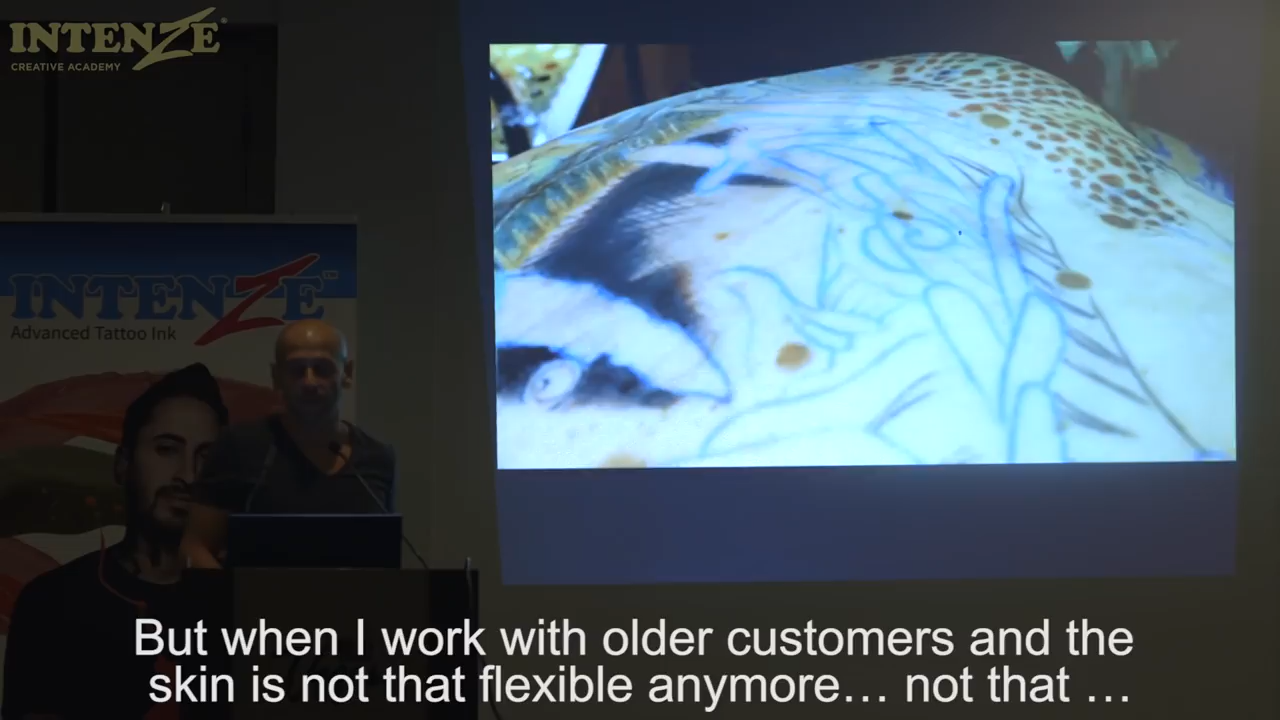 INTENZE
CREATIVE ACADEMY
INTENZE™
Advanced Tattoo Ink
But when I work with older customers and the
skin is not that flexible anymore… not that …